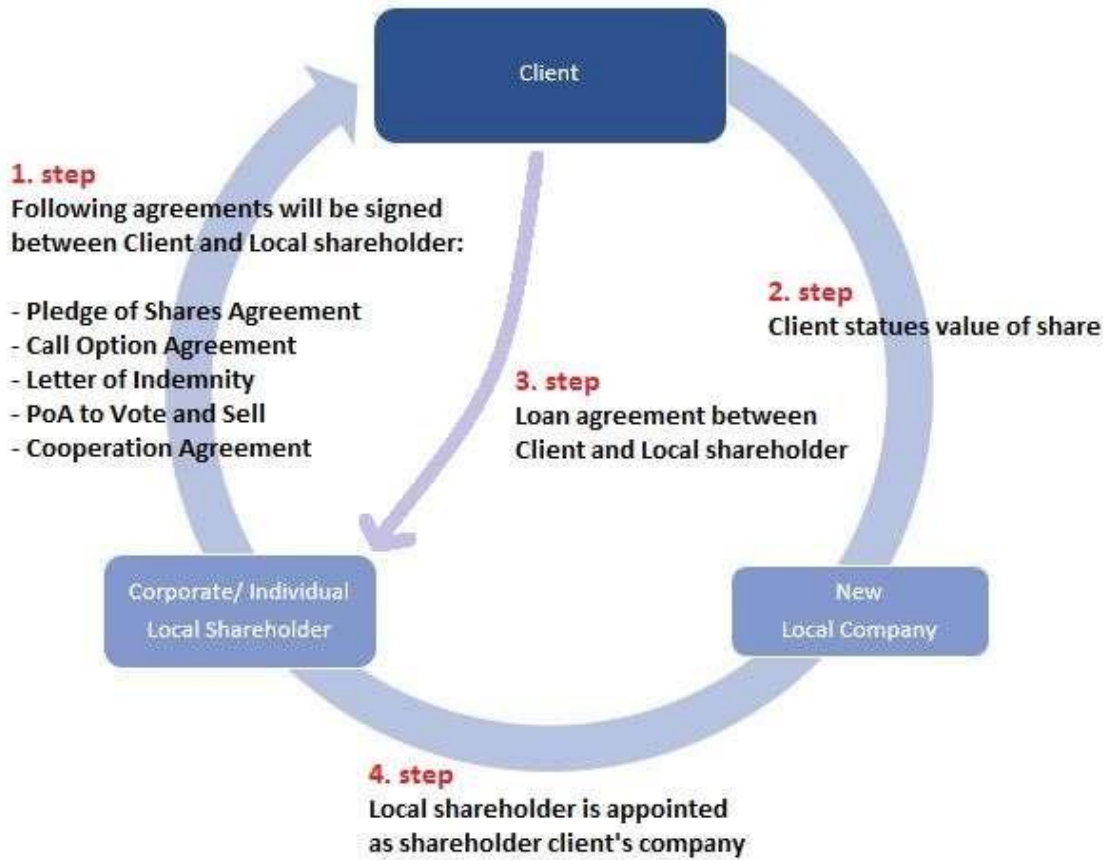 Client
1. step
Following agreements will be signed
between Client and Local shareholder:
- Pledge of Shares Agreement
- Call Option Agreement
- Letter of Indemnity
- PoA to Vote and Sell
- Cooperation Agreement
2. step
Client statues value of share
3. step
Loan agreement between
Client and Local shareholder
Corporate/ Individual
Local Shareholder
New
Local Company
4. step
Local shareholder is appointed
as shareholder client's company